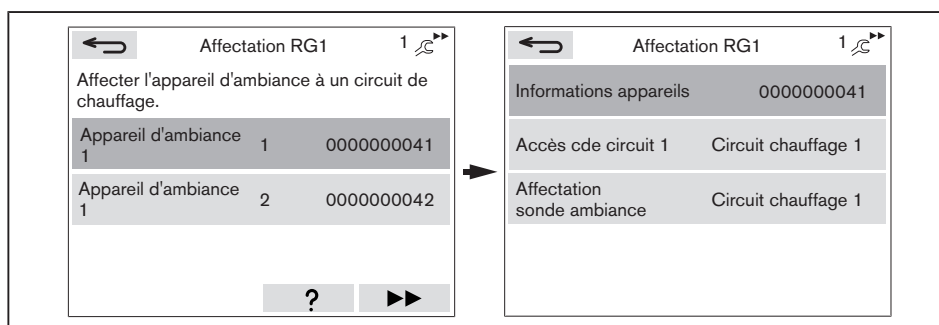 Affectation RG1 1
Affecter l'appareil d'ambiance à un circuit de
chauffage.
Appareil d'ambiance
1 1 0000000041
Appareil d'ambiance
1 2 0000000042
?
Affectation RG1 1
Informations appareils 0000000041
Accès cde circuit 1 Circuit chauffage 1
Affectation
sonde ambiance Circuit chauffage 1